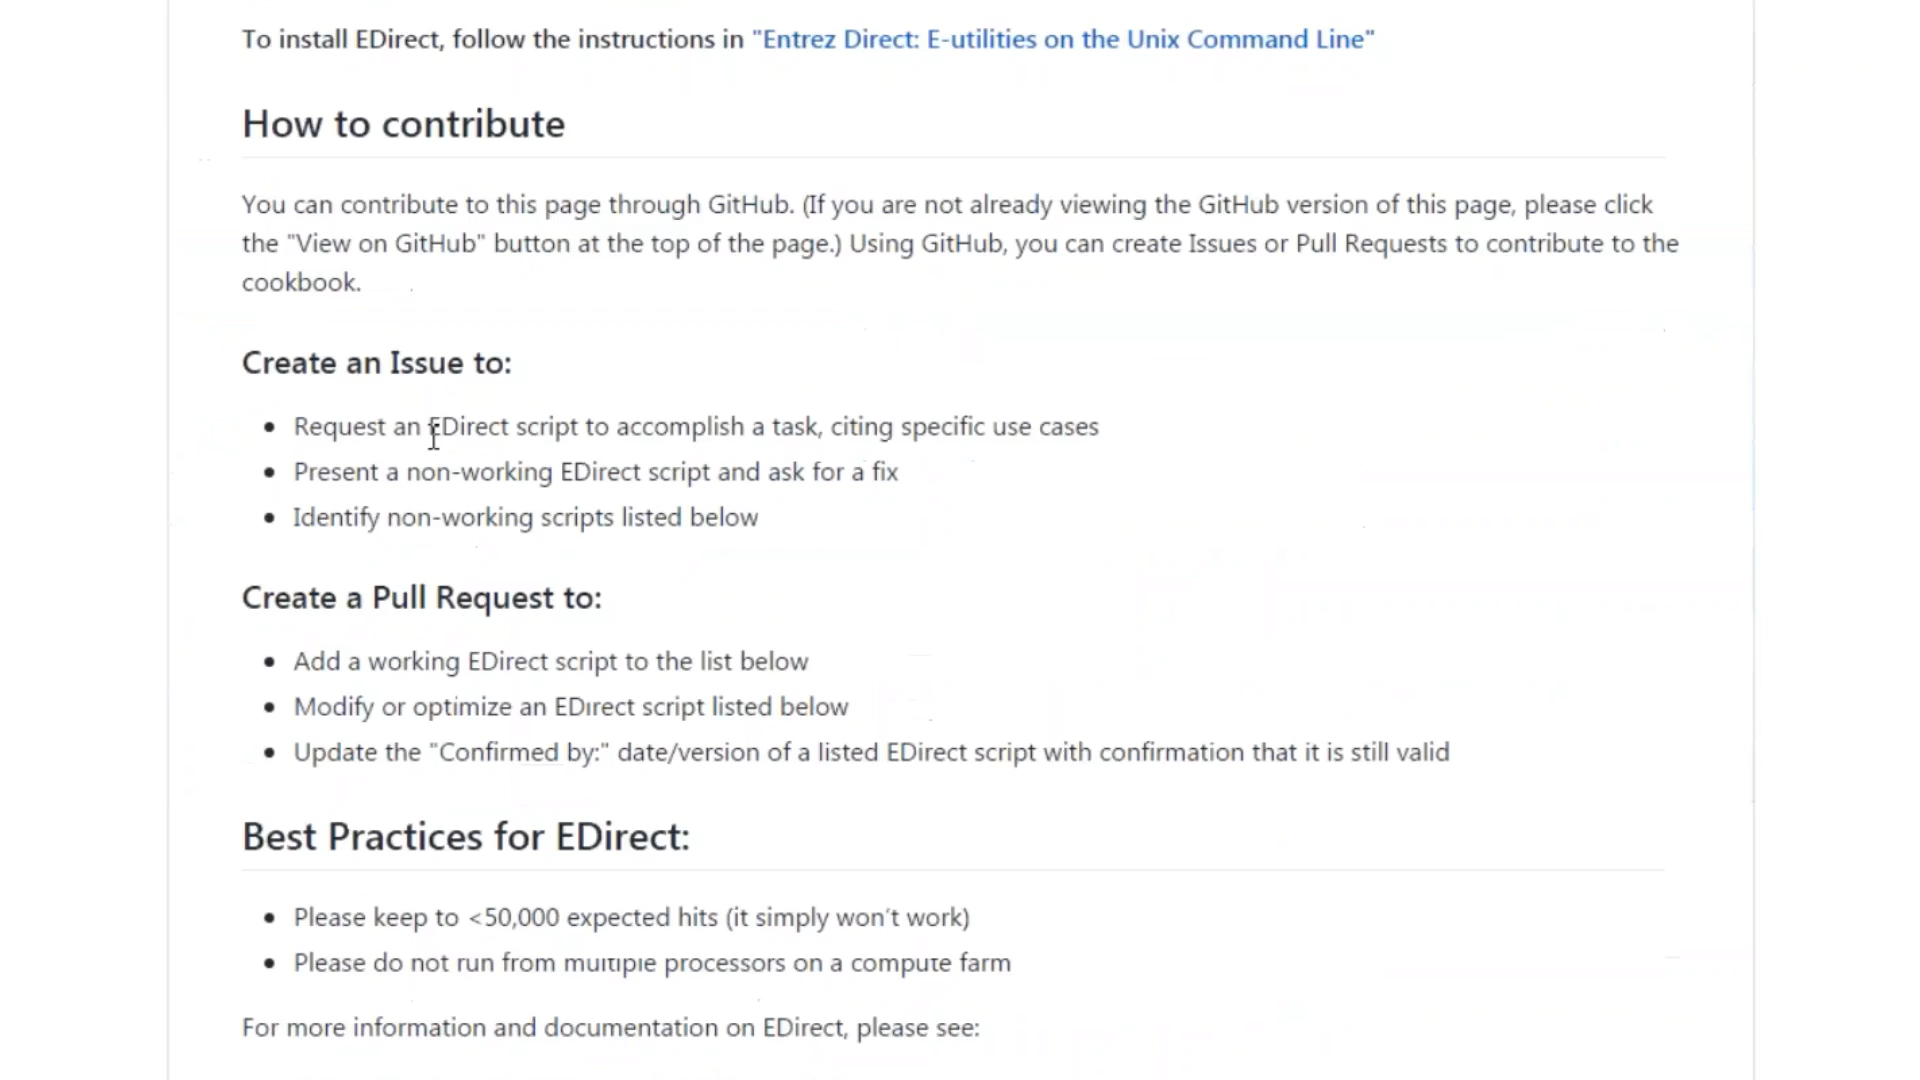 To install EDirect, follow the instructions in "Entrez Direct: E-utilities on the Unix Command Line"
How to contribute
You can contribute to this page through GitHub. (If you are not already viewing the GitHub version of this page, please click
the "View on GitHub" button at the top of the page.) Using GitHub, you can create Issues or Pull Requests to contribute to the
cookbook.
Create an Issue to:
• Request an EDirect script to accomplish a task, citing specific use cases
• Present a non-working EDirect script and ask for a fix
• Identify non-working scripts listed below
Create a Pull Request to:
• Add a working EDirect script to the list below
• Modify or optimize an EDirect script listed below
• Update the "Confirmed by:" date/version of a listed EDirect script with confirmation that it is still valid
Best Practices for EDirect:
• Please keep to <50,000 expected hits (it simply won't work)
• Please do not run from multiple processors on a compute farm
For more information and documentation on EDirect, please see: